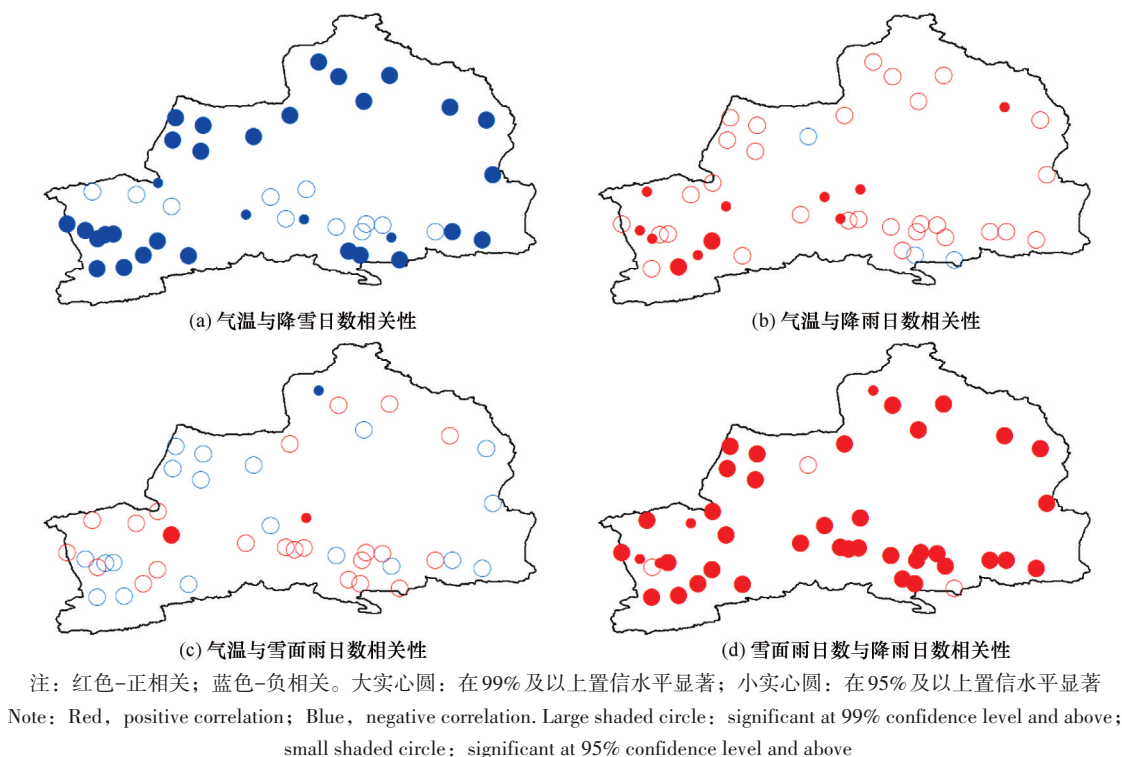 (a) 气温与降雪日数相关性
(b) 气温与降雨日数相关性
(c) 气温与雪面雨日数相关性
(d) 雪面雨日数与降雨日数相关性
注：红色-正相关；蓝色-负相关。大实心圆：在99%及以上置信水平显著；小实心圆：在95%及以上置信水平显著
Note：Red，positive correlation；Blue，negative correlation. Large shaded circle：significant at 99% confidence level and above；
small shaded circle：significant at 95% confidence level and above